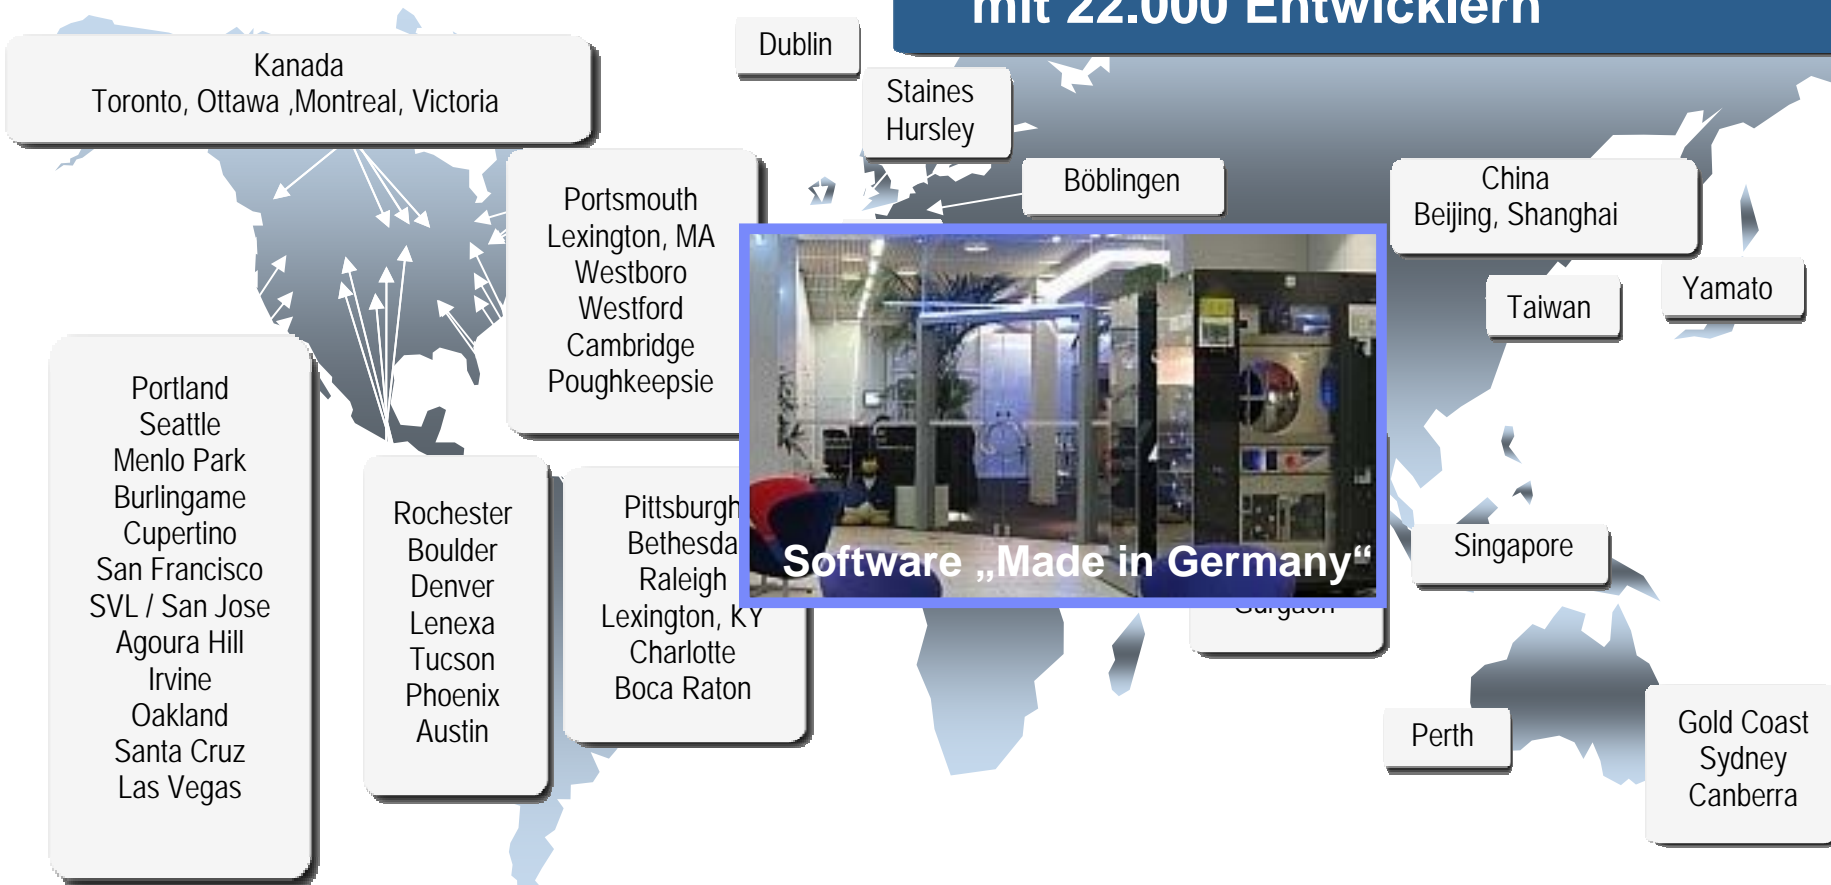 mit 22.000 Entwicklern
Kanada
Toronto, Ottawa ,Montreal, Victoria
Dublin
Staines
Hursley
Böblingen
China
Beijing, Shanghai
Taiwan
Yamato
Portsmouth
Lexington, MA
Westboro
Westford
Cambridge
Poughkeepsie
Portland
Seattle
Menlo Park
Burlingame
Cupertino
San Francisco
SVL / San Jose
Agoura Hill
Irvine
Oakland
Santa Cruz
Las Vegas
Rochester
Boulder
Denver
Lenexa
Tucson
Phoenix
Austin
Pittsburgh
Bethesda
Raleigh
Lexington, KY
Charlotte
Boca Raton
Software „Made in Germany“
Gurgaon
Singapore
Perth
Gold Coast
Sydney
Canberra